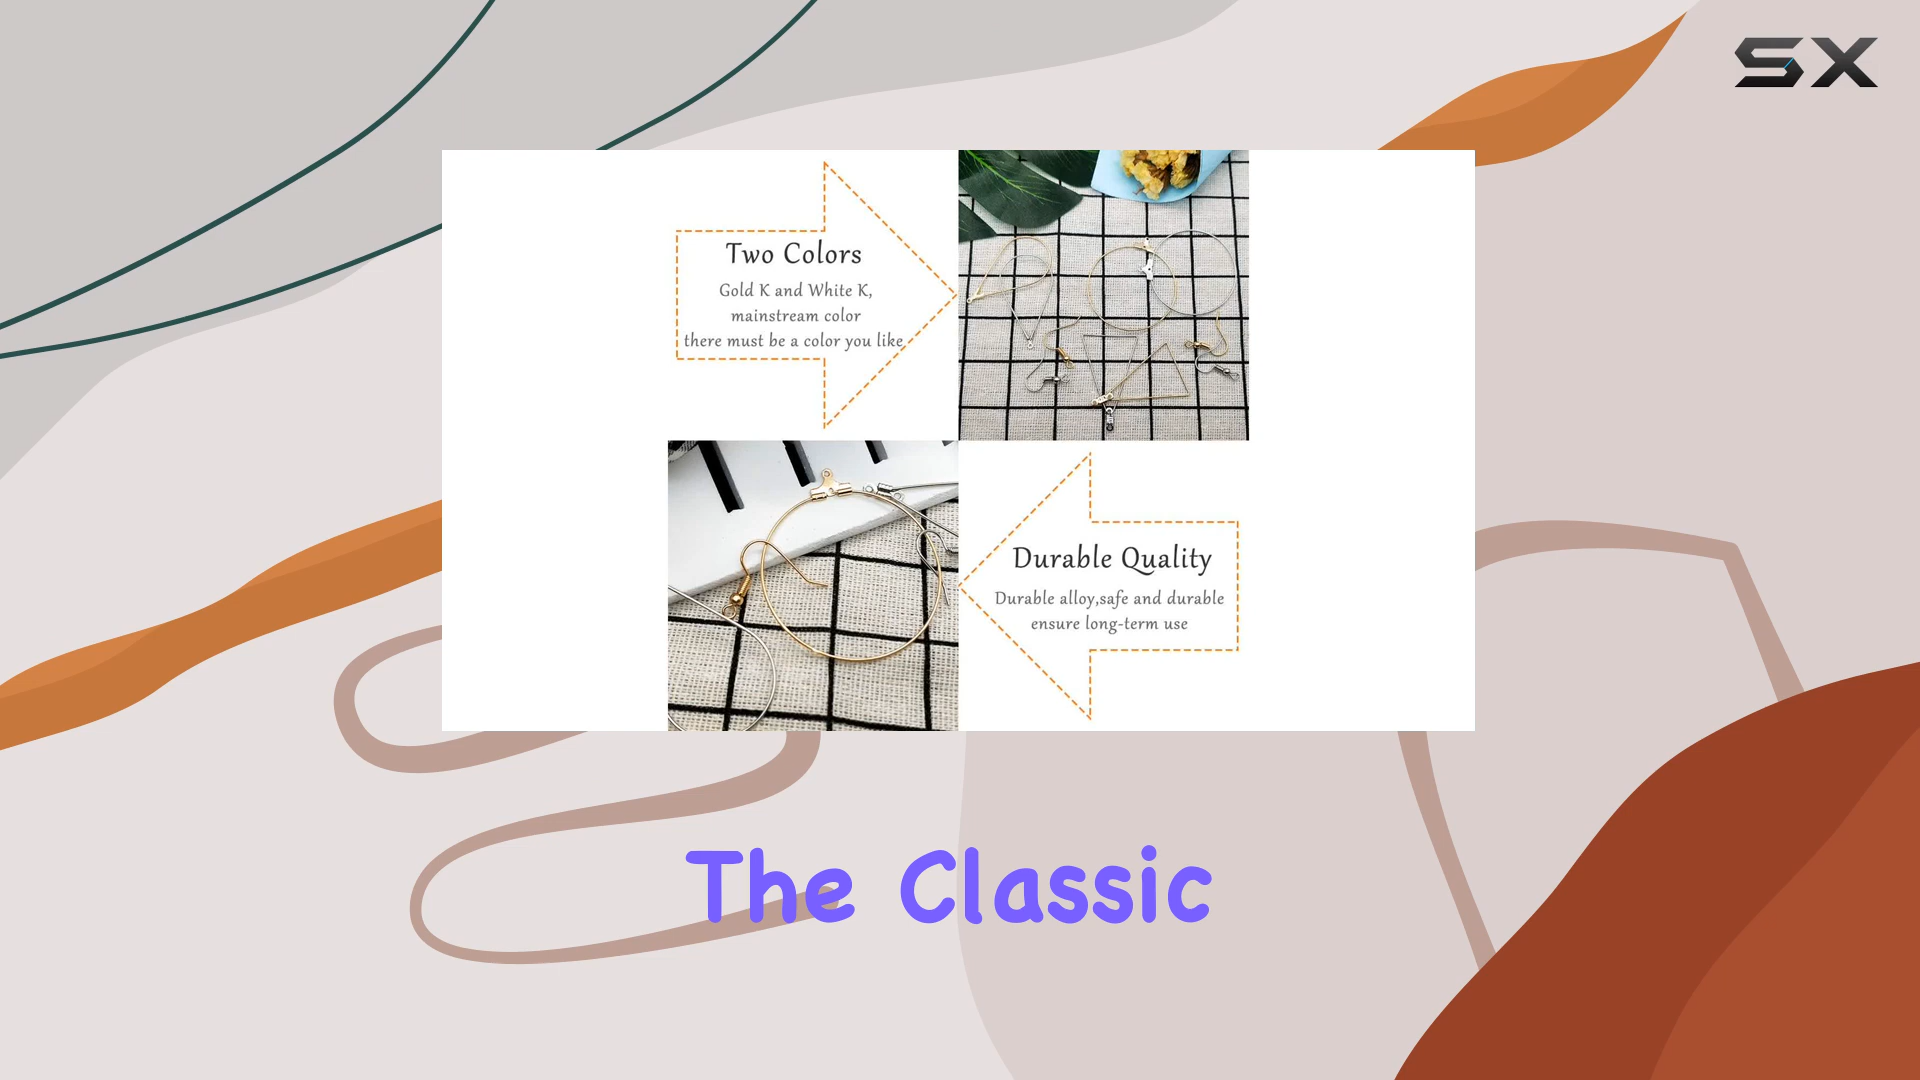 SX
Two Colors
Gold K and White K,
mainstream color
there must be a color you like
Durable Quality
Durable alloy,safe and durable
ensure long-term use
The Classic